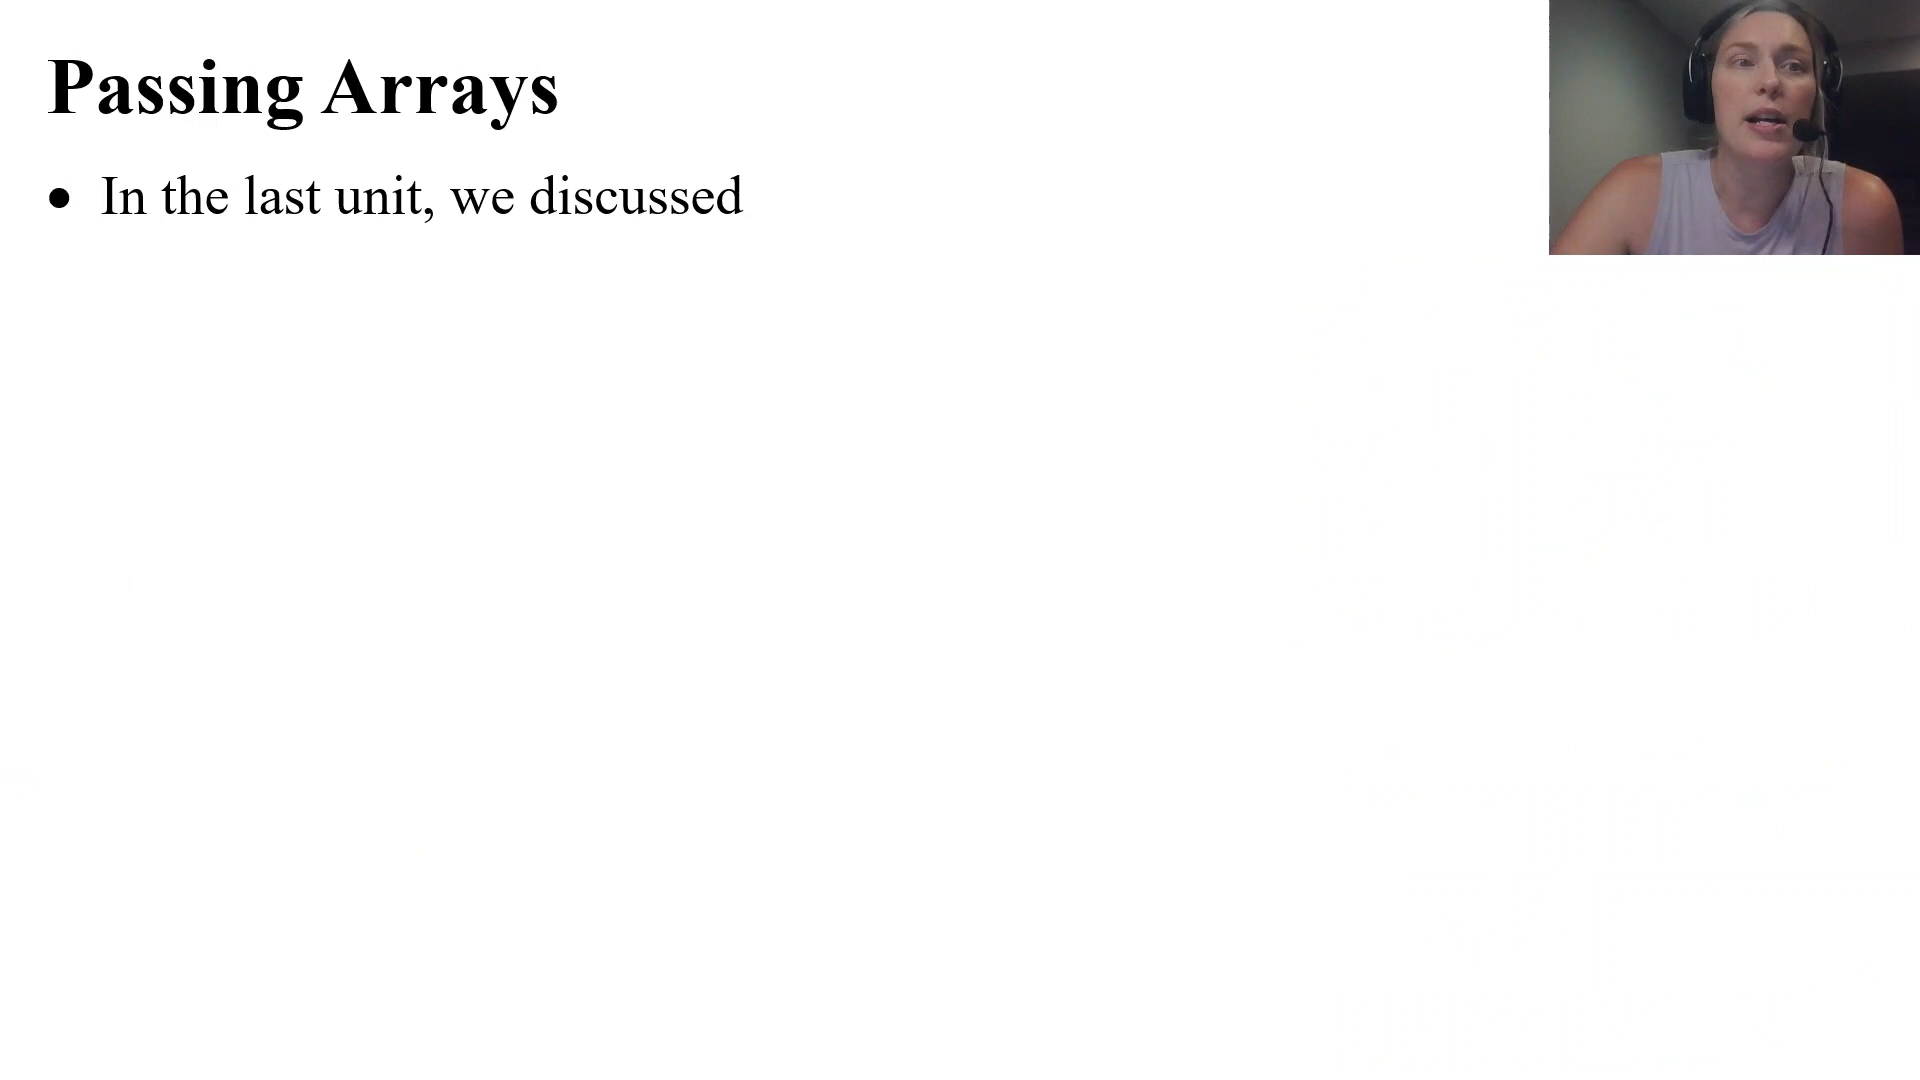 Passing Arrays
• In the last unit, we discussed